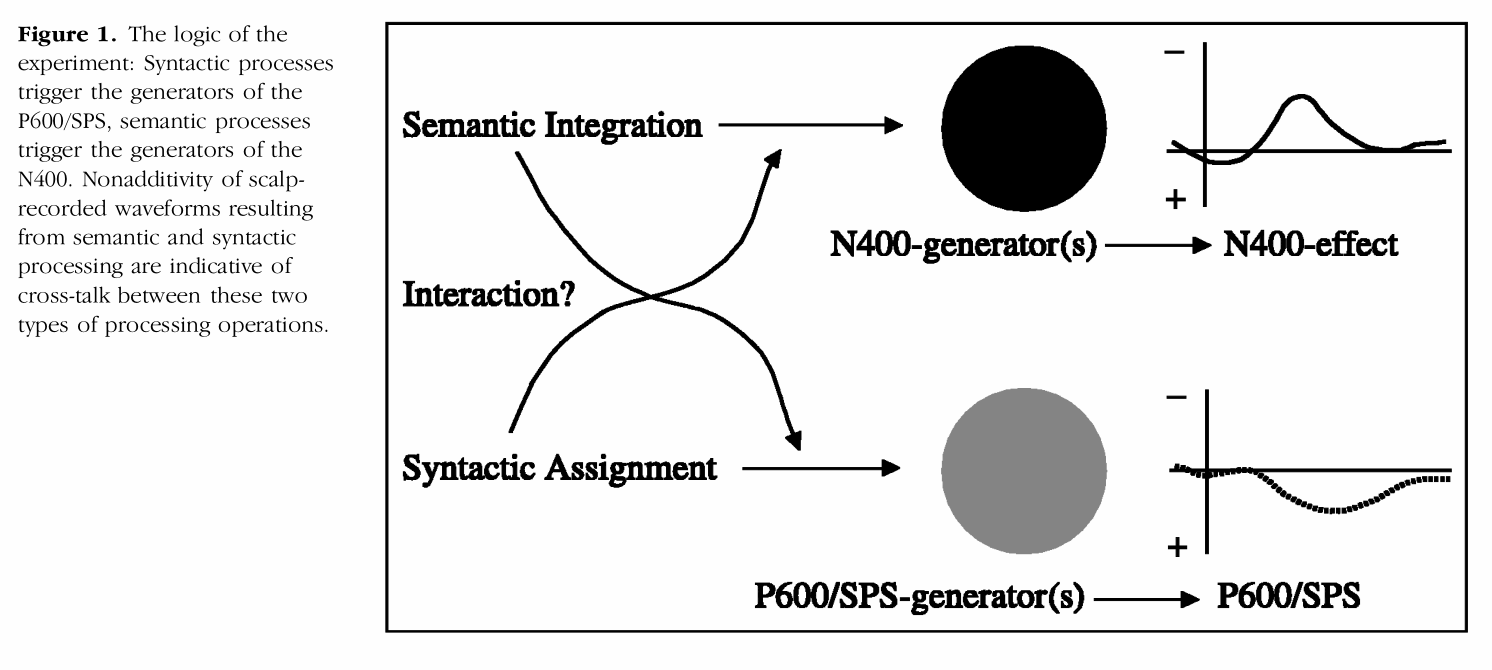 Figure 1. The logic of the
experiment: Syntactic processes
trigger the generators of the
P600/SPS, semantic processes
trigger the generators of the
N400. Nonadditivity of scalp-
recorded waveforms resulting
from semantic and syntactic
processing are indicative of
cross-talk between these two
types of processing operations.
Semantic Integration
−
+
N400-generator(s)
N400-effect
Interaction?
Syntactic Assignment
−
+
P600/SPS-generator(s)
P600/SPS